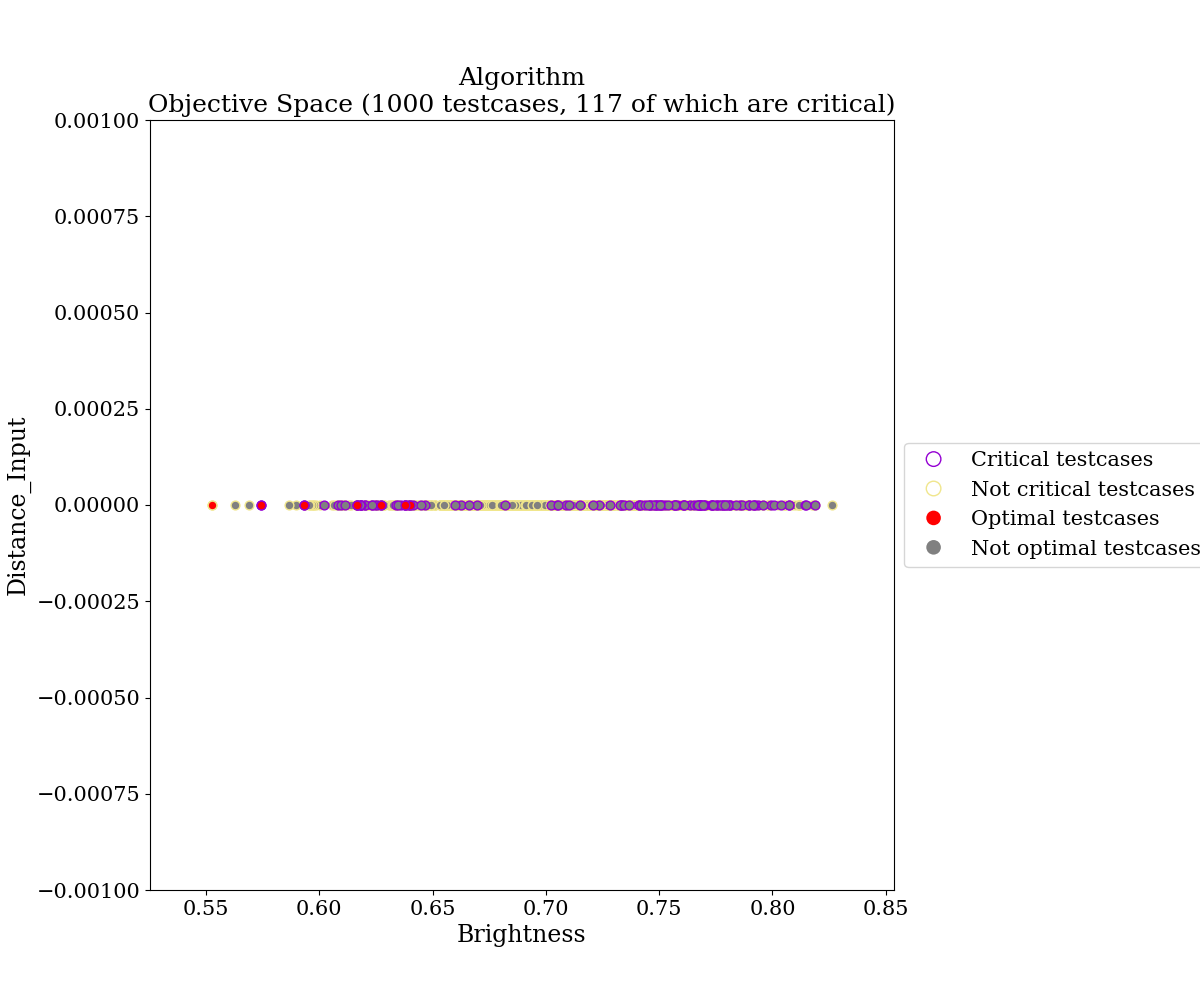 Algorithm
Objective Space (1000 testcases, 117 of which are critical)
0.00100
0.00075
0.00050
0.00025
0.00000
−0.00025
−0.00050
−0.00075
−0.00100
Distance_Input
0.55 0.60 0.65 0.70 0.75 0.80 0.85
Brightness
Critical testcases
Not critical testcases
Optimal testcases
Not optimal testcases